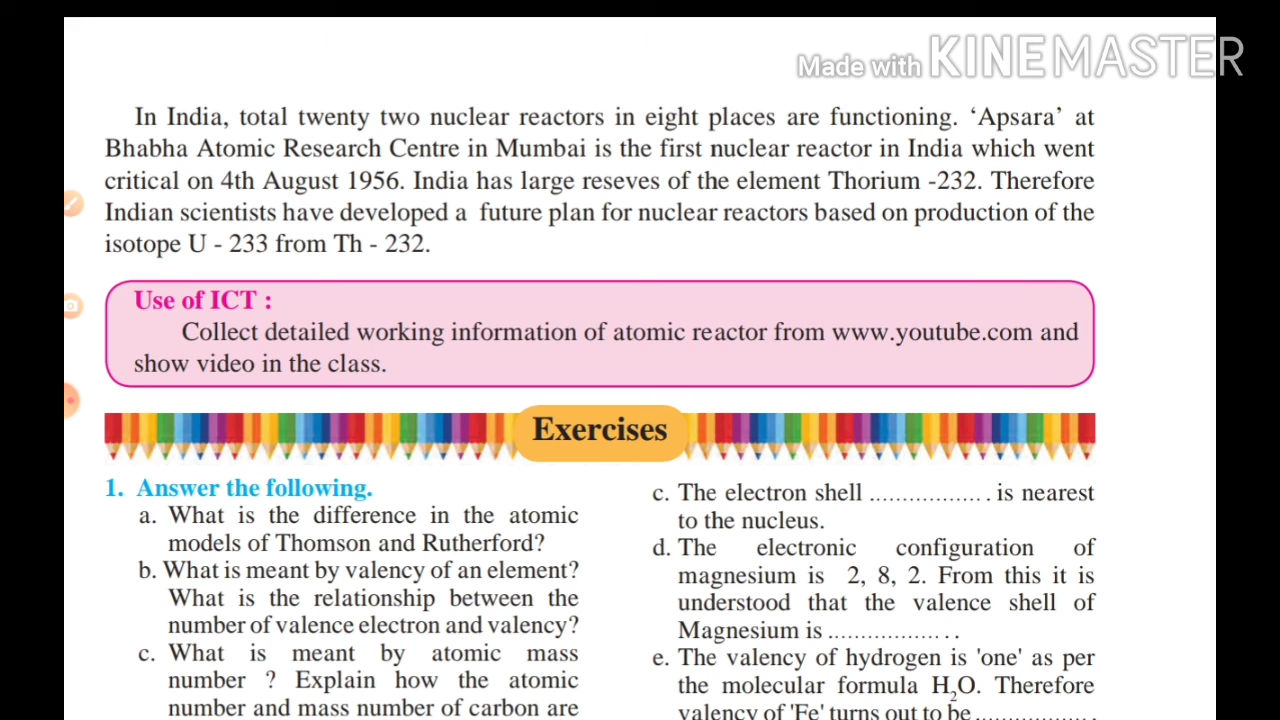 Made with KINEMASTER
In India, total twenty two nuclear reactors in eight places are functioning. ‘Apsara’ at
Bhabha Atomic Research Centre in Mumbai is the first nuclear reactor in India which went
critical on 4th August 1956. India has large reseves of the element Thorium -232. Therefore
Indian scientists have developed a future plan for nuclear reactors based on production of the
isotope U - 233 from Th - 232.
Use of ICT :
Collect detailed working information of atomic reactor from www.youtube.com and
show video in the class.
Exercises
1. Answer the following.
a. What is the difference in the atomic
models of Thomson and Rutherford?
b. What is meant by valency of an element?
What is the relationship between the
number of valence electron and valency?
c. What is meant by atomic mass
number ? Explain how the atomic
number and mass number of carbon are
c. The electron shell .................. is nearest
to the nucleus.
d. The electronic configuration of
magnesium is 2, 8, 2. From this it is
understood that the valence shell of
Magnesium is ...................
e. The valency of hydrogen is 'one' as per
the molecular formula H₂O. Therefore
valency of 'Fe' turns out to be..................